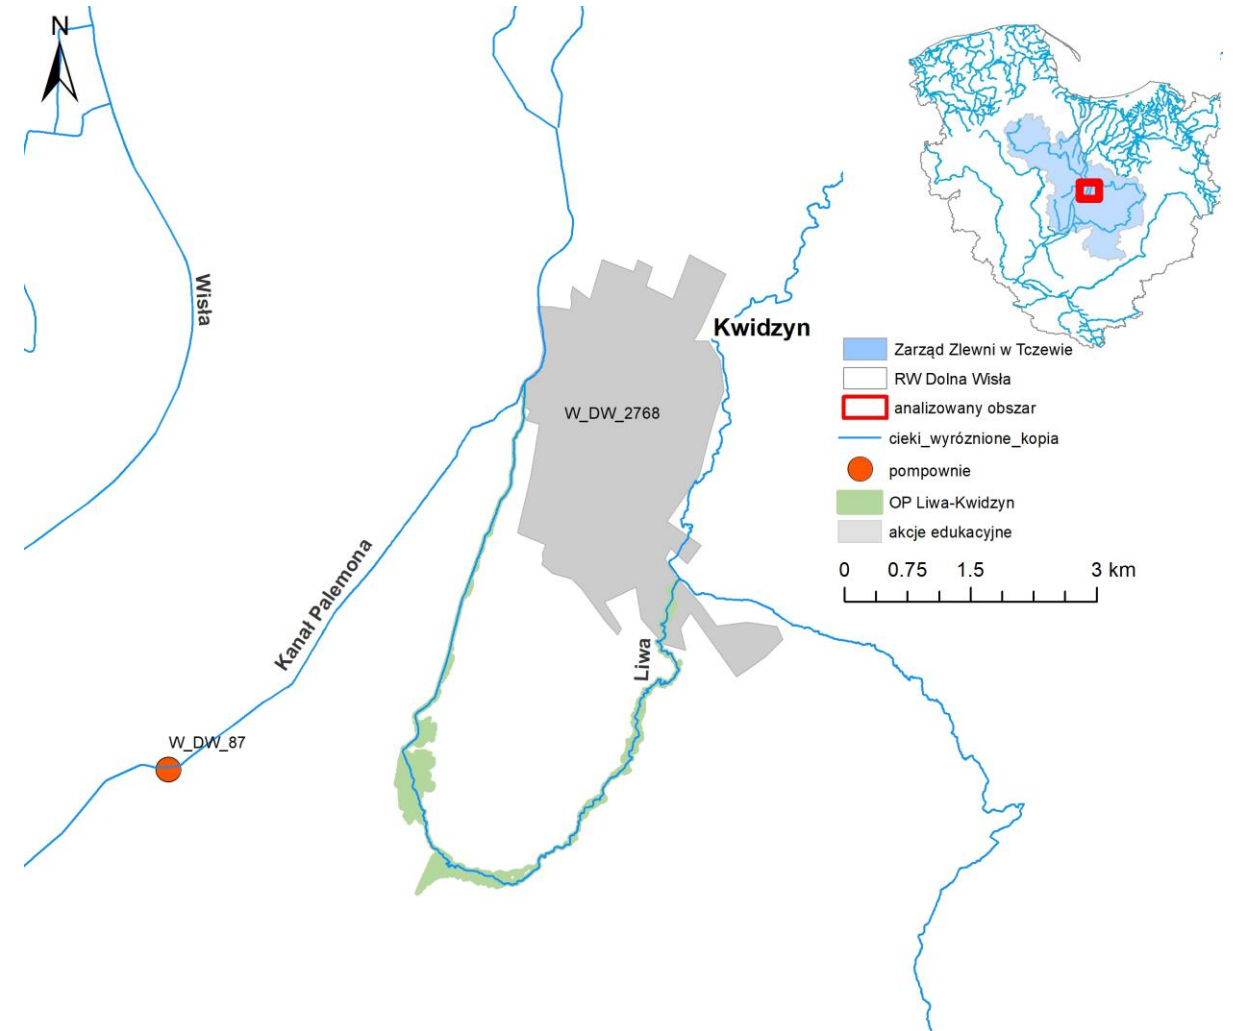 N
Wisła
Kwidzyn
W_DW_2768
Kanał Palemona
Liwa
W_DW_87
Zarząd Zlewni w Tczewie
RW Dolna Wisła
analizowany obszar
cieki_wyróznione_kopia
pompownie
OP Liwa-Kwidzyn
akcje edukacyjne
0 0.75 1.5 3 km